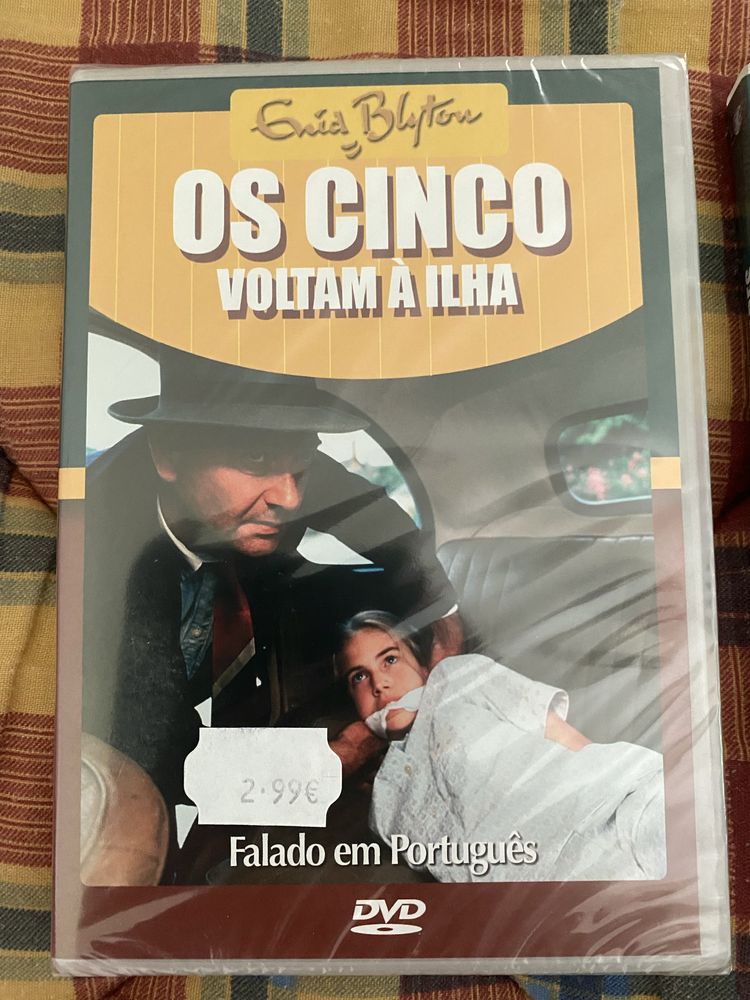 Enid Blyton
OS CINCO
VOLTAM À ILHA
2.99€
Falado em Português
DVD